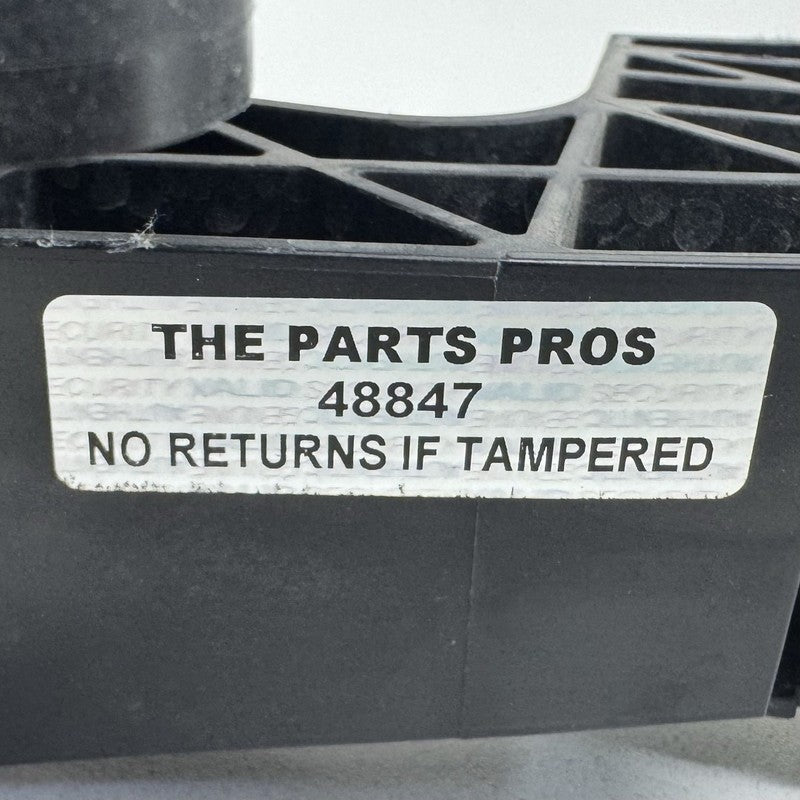 THE PARTS PROS
48847
NO RETURNS IF TAMPERED